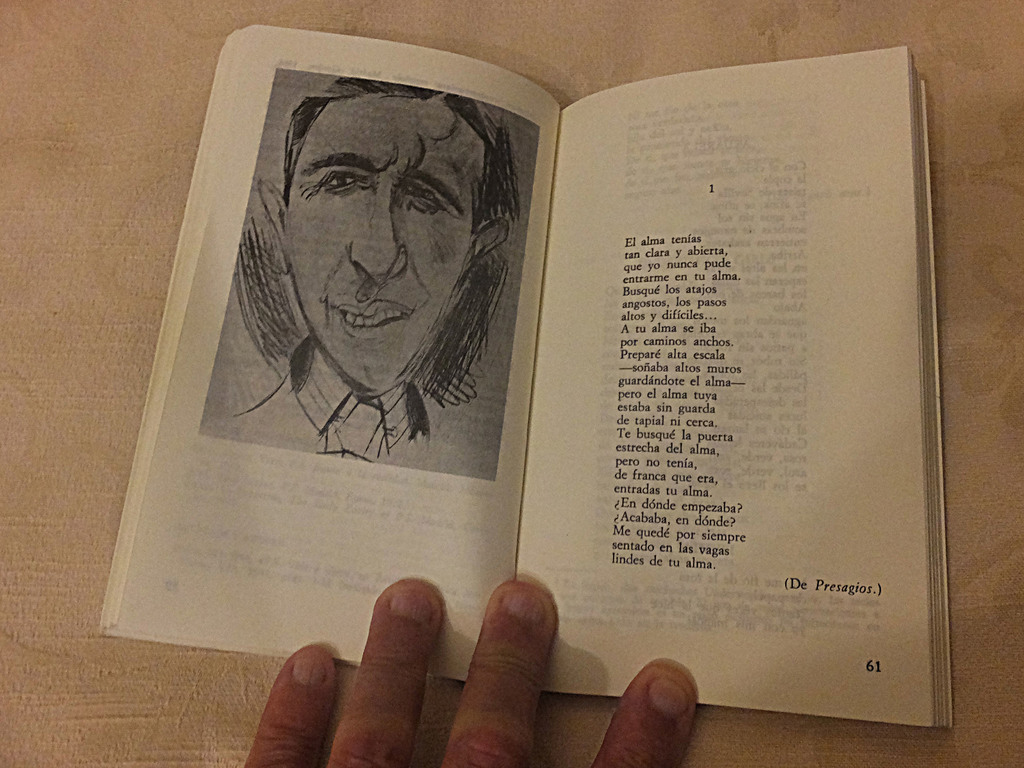 1
El alma tenías
tan clara y abierta,
que yo nunca pude
entrarme en tu alma.
Busqué los atajos
angostos, los pasos
altos y difíciles...
A tu alma se iba
por caminos anchos.
Preparé alta escala
—soñaba altos muros
guardándote el alma—
pero el alma tuya
estaba sin guarda
de tapial ni cerca.
Te busqué la puerta
estrecha del alma,
pero no tenía,
de franca que era,
entradas tu alma.
¿En dónde empezaba?
¿Acababa, en dónde?
Me quedé por siempre
sentado en las vagas
lindes de tu alma.
(De Presagios.)
61